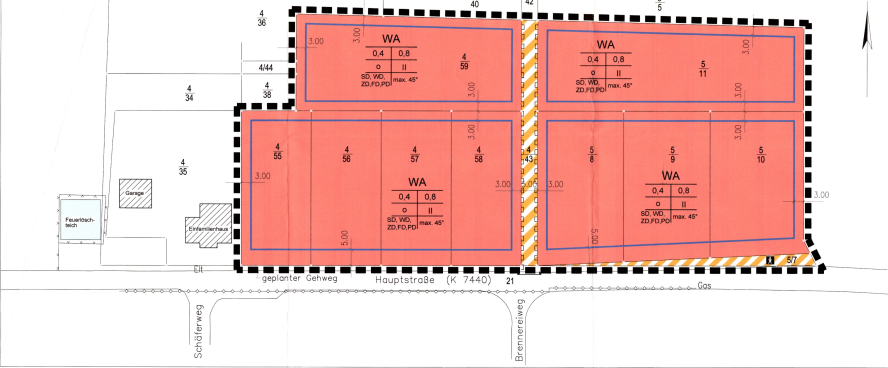 40
42
5
4
36
WA
0,4 0,8
o II
SD, WD,
ZD,FD,PD
max. 45°
4
59
WA
0,4 0,8
o II
SD, WD,
ZD,FD,PD
max. 45°
5
11
3.00
3.00
3.00
4/44
4
38
4
34
3.00
3.00
3.00
3.00
4
55
4
56
4
57
4
58
4
43
5
8
5
9
5
10
4
35
WA
0,4 0,8
o II
SD, WD,
ZD,FD,PD
max. 45°
WA
0,4 0,8
o II
SD, WD,
ZD,FD,PD
max. 45°
3.00
3.00
3.00
3.00
Garage
Feuerlösch-
teich
Einfamilienhaus
5.00
5.00
5/7
Elt
geplanter Gehweg
Hauptstraße (K 7440)
21
Gas
Schäferweg
Brennereiweg